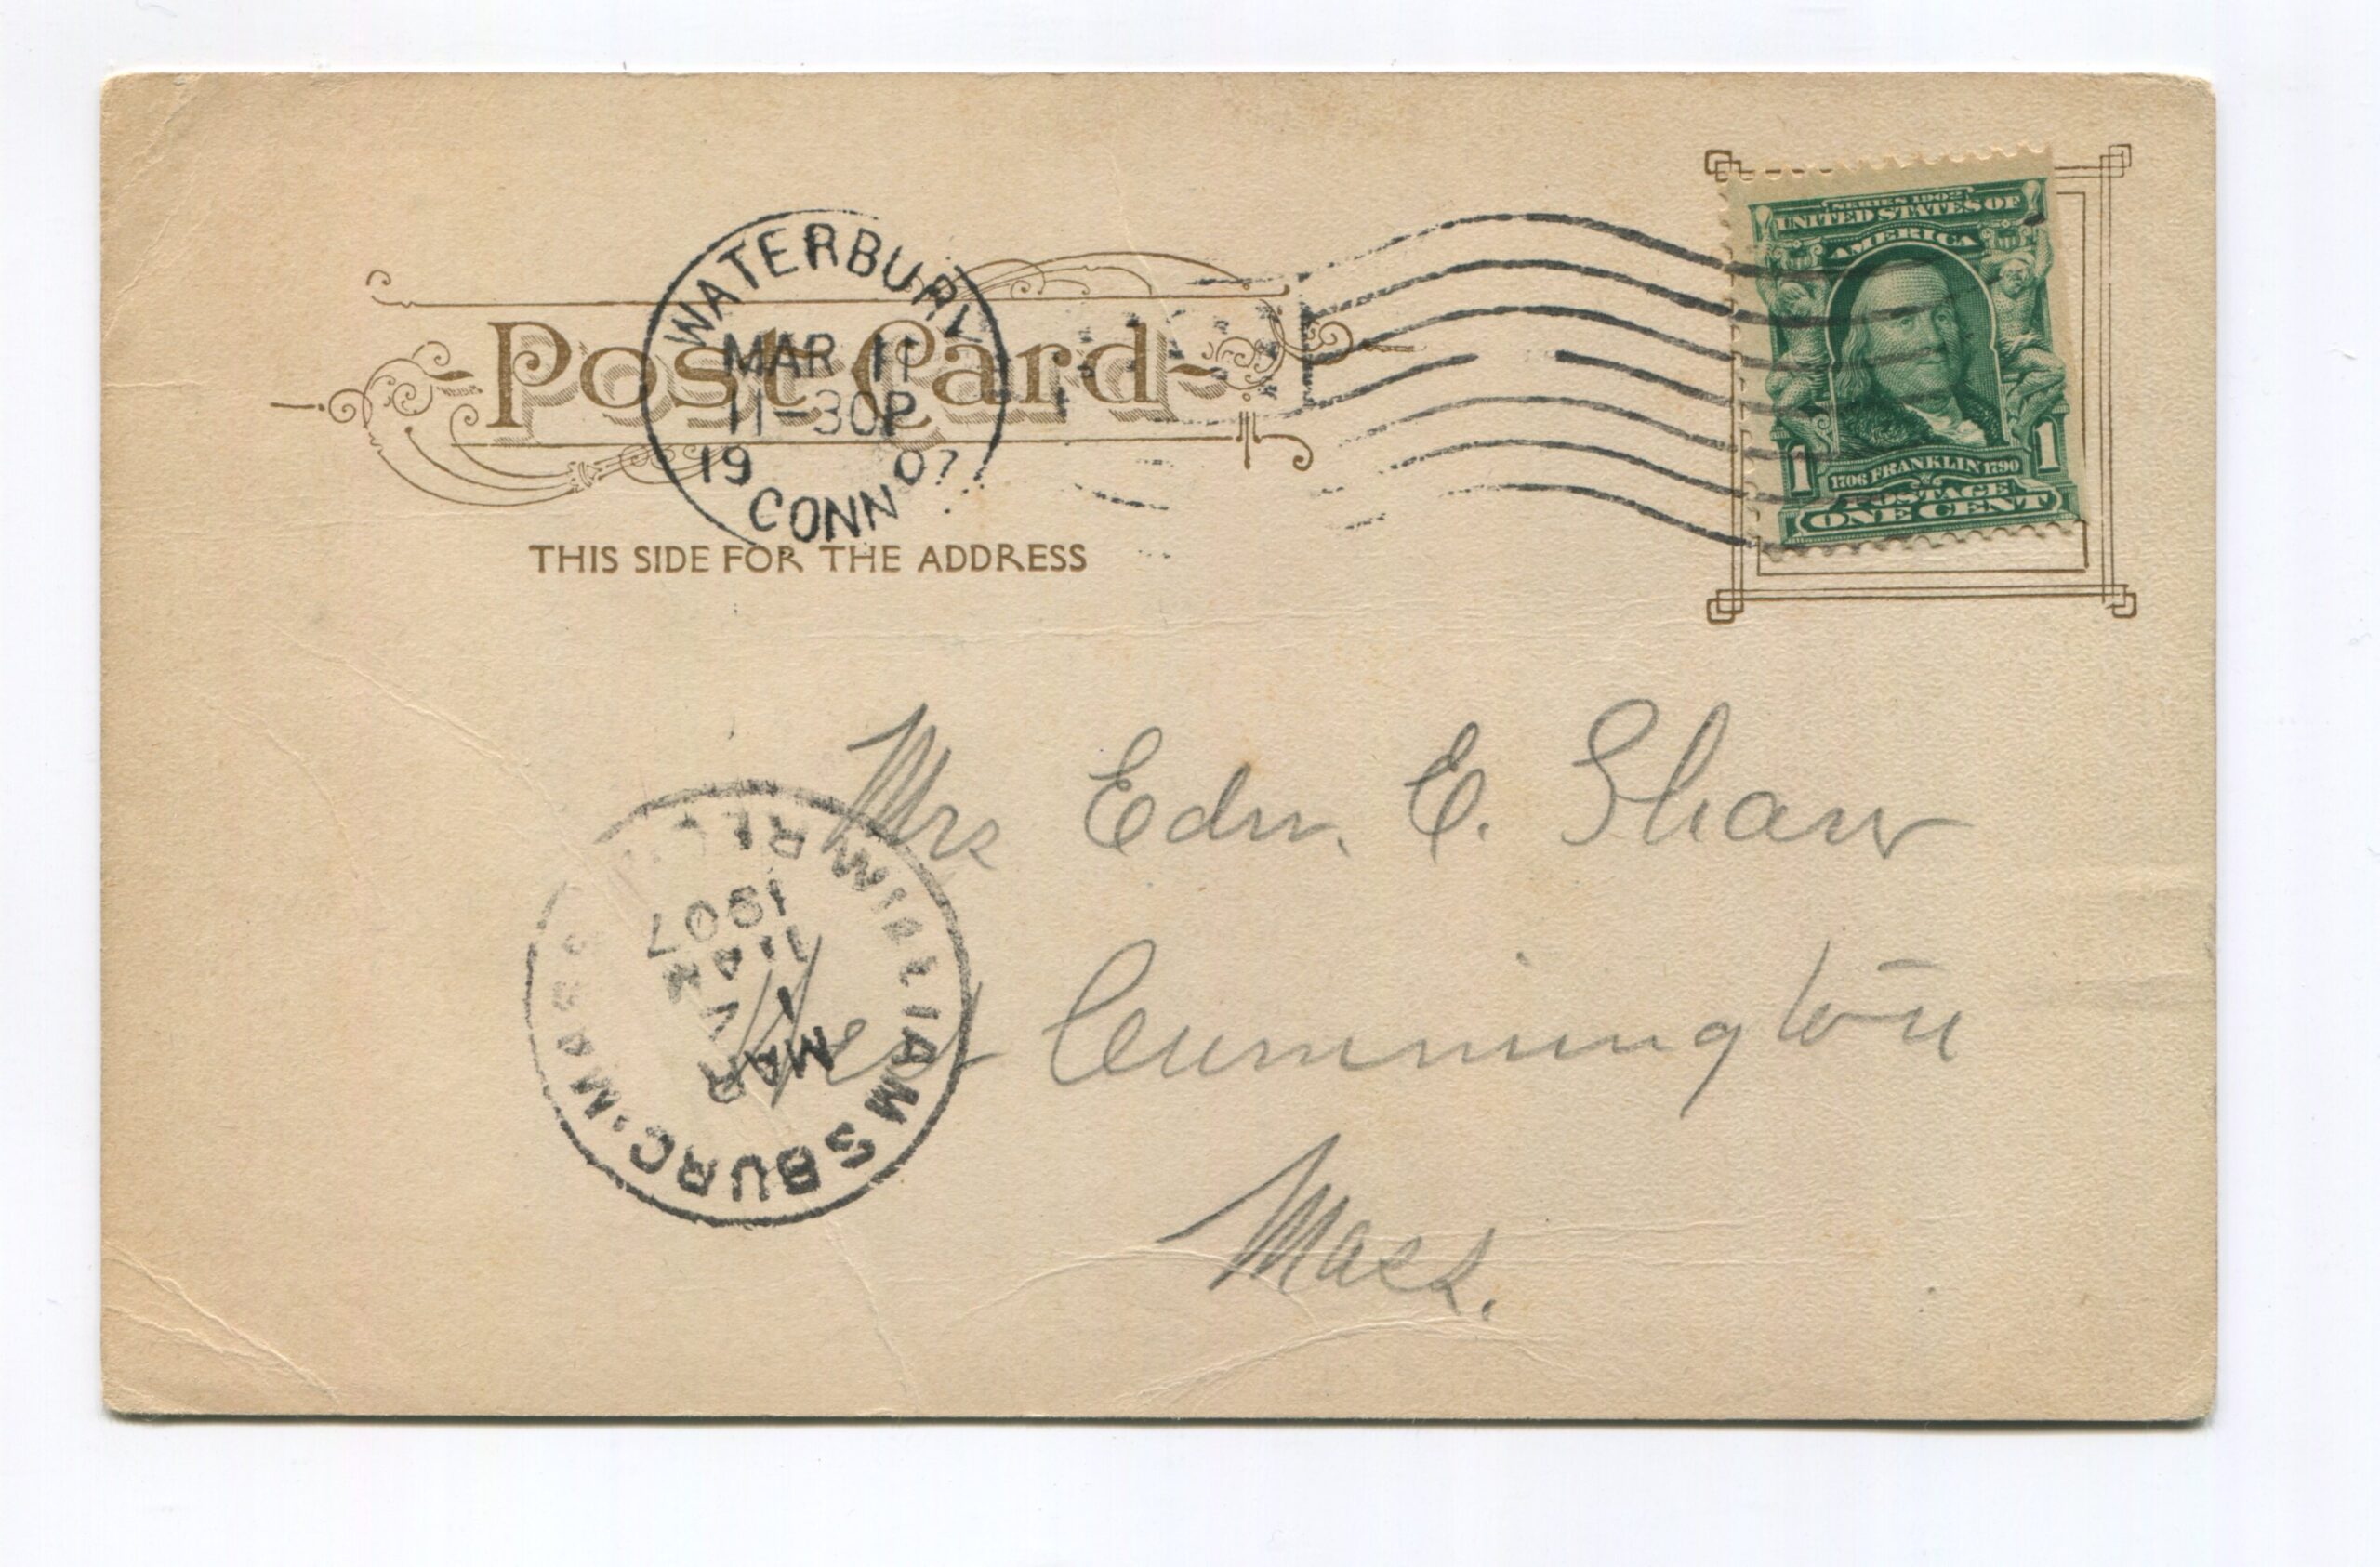 WATERBURY
MAR 11
11-30P
19 07
CONN.
Post Card
THIS SIDE FOR THE ADDRESS
SERIES 1902
UNITED STATES OF
AMERICA
1706 FRANKLIN 1790
POSTAGE
1 ONE CENT 1
Mrs Edw. E. Shaw
West Cummington
Mass.
WILLIAMSBURG, MASS
MAR
1907